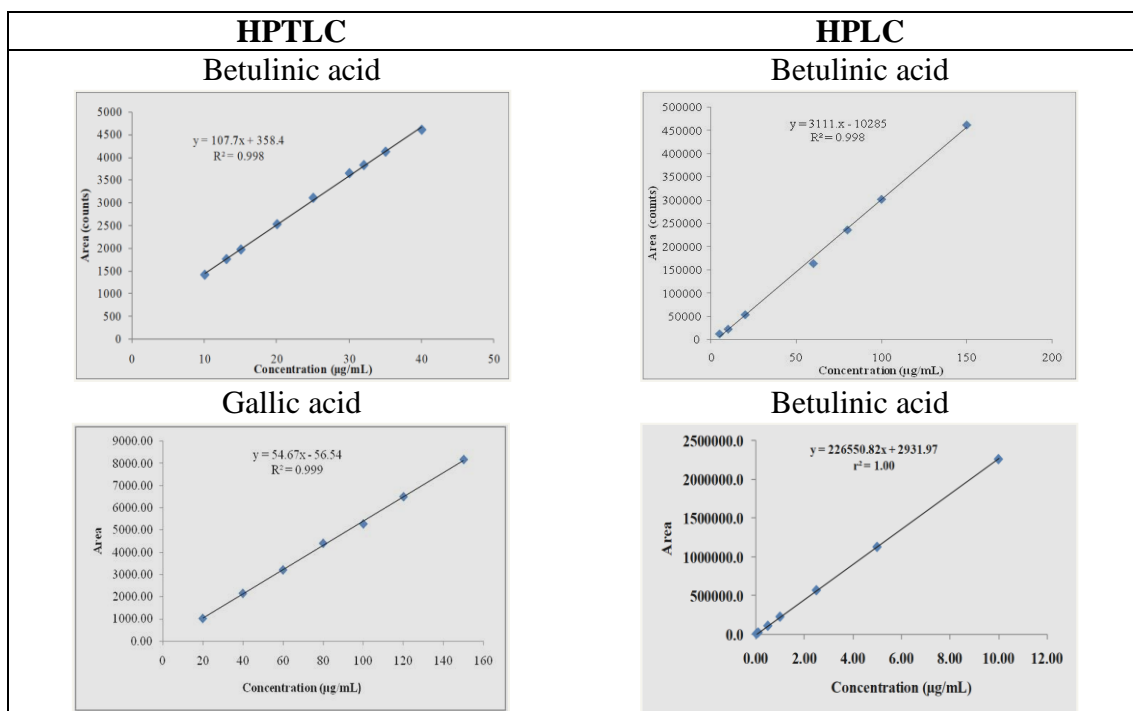 HPTLC
HPLC
Betulinic acid
Betulinic acid
5000
4500
4000
3500
3000
2500
2000
1500
1000
500
0
Area (counts)
y = 107.7x + 358.4
R² = 0.998
0 10 20 30 40 50
Concentration (µg/mL)
500000
450000
400000
350000
300000
250000
200000
150000
100000
50000
0
Area (counts)
y = 3111.x - 10285
R² = 0.998
0 50 100 150 200
Concentration (µg/mL)
Gallic acid
Betulinic acid
9000.00
8000.00
7000.00
6000.00
5000.00
4000.00
3000.00
2000.00
1000.00
0.00
Area
y = 54.67x - 56.54
R² = 0.999
0 20 40 60 80 100 120 140 160
Concentration (µg/mL)
2500000.0
2000000.0
1500000.0
1000000.0
500000.0
0.0
Area
y = 226550.82x + 2931.97
r² = 1.00
0.00 2.00 4.00 6.00 8.00 10.00 12.00
Concentration (µg/mL)